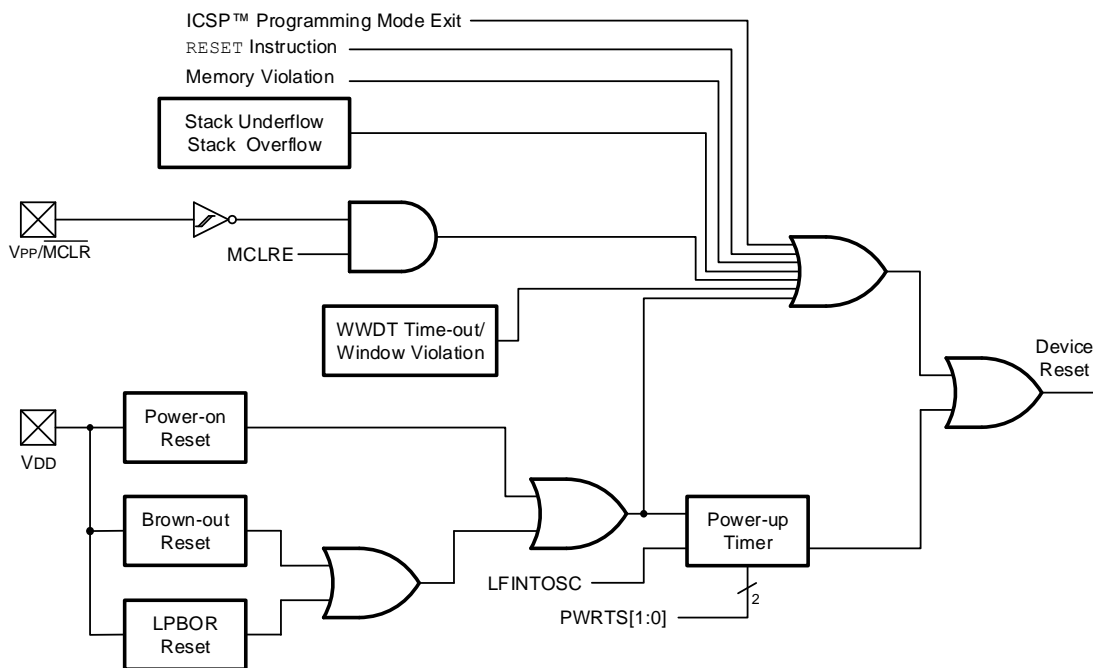 ICSP™ Programming Mode Exit
RESET Instruction
Memory Violation
Stack Underflow
Stack Overflow
VPP/MCLR
MCLRE
WWDT Time-out/
Window Violation
Device
Reset
VDD
Power-on
Reset
Brown-out
Reset
LPBOR
Reset
Power-up
Timer
LFINTOSC
PWRTS[1:0]
2